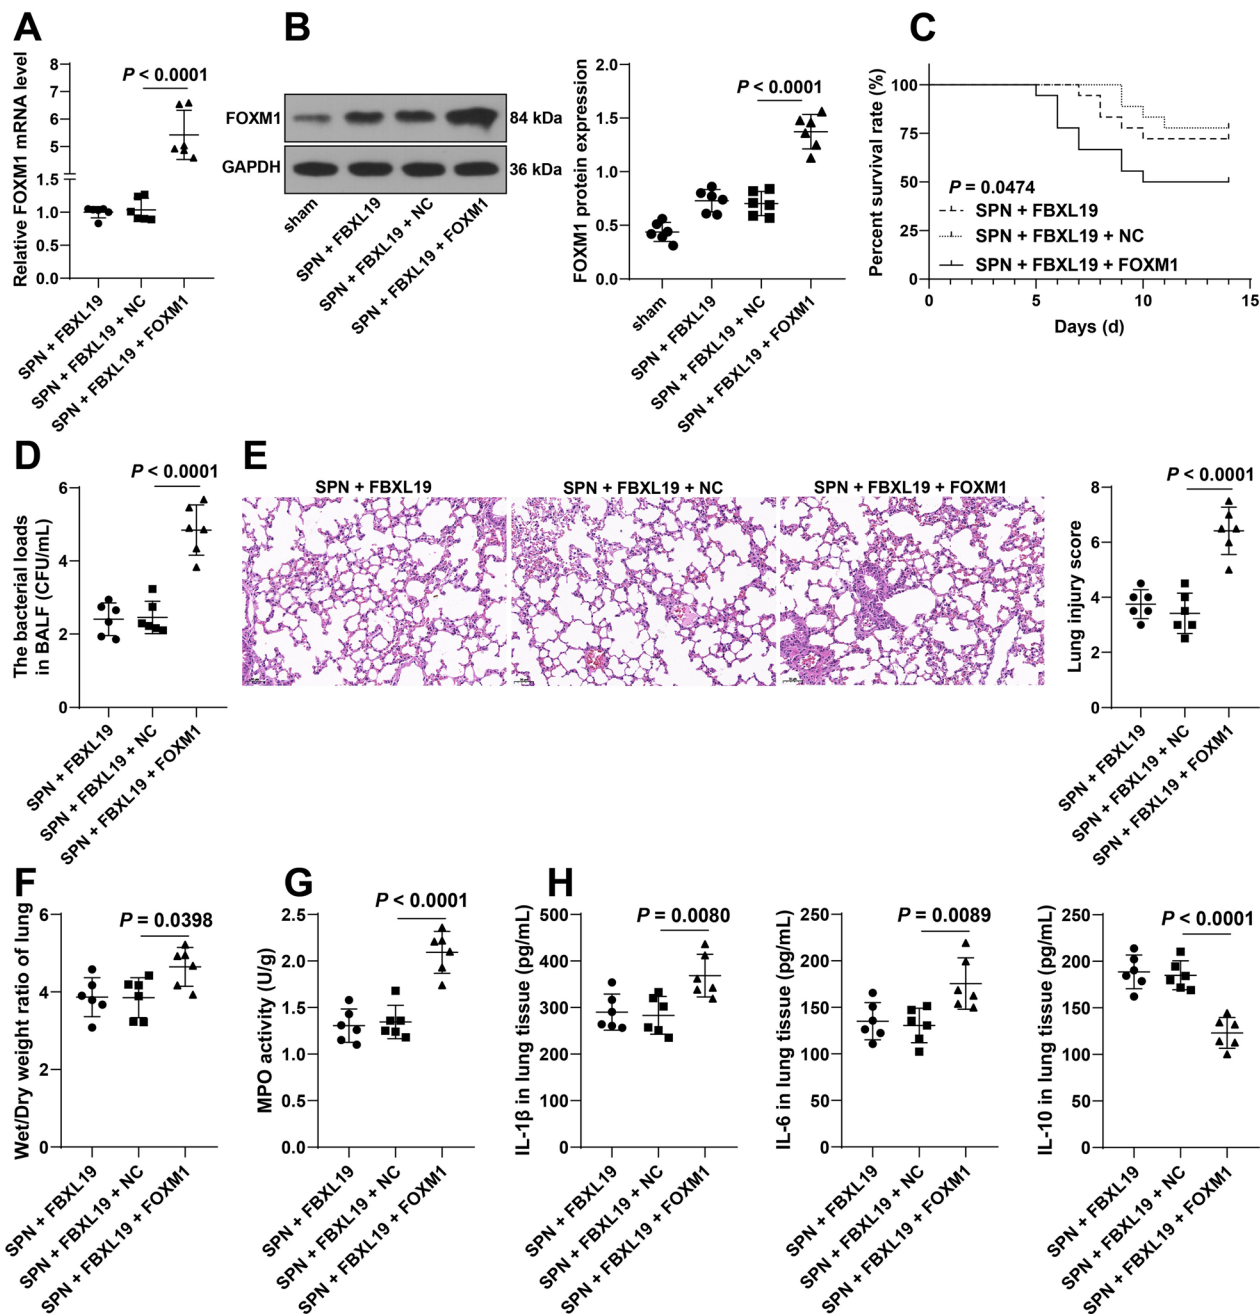 A
Relative FOXM1 mRNA level
8
7
6
5
1.5
1.0
0.5
0.0
P < 0.0001
SPN + FBXL19
SPN + FBXL19 + NC
SPN + FBXL19 + FOXM1
B
FOXM1
84 kDa
GAPDH
36 kDa
sham
SPN + FBXL19
SPN + FBXL19 + NC
SPN + FBXL19 + FOXM1
FOXM1 protein expression
2.0
1.5
1.0
0.5
0.0
P < 0.0001
sham
SPN + FBXL19
SPN + FBXL19 + NC
SPN + FBXL19 + FOXM1
C
Percent survival rate (%)
100
75
50
25
0
P = 0.0474
SPN + FBXL19
SPN + FBXL19 + NC
SPN + FBXL19 + FOXM1
0 5 10 15
Days (d)
D
The bacterial loads
in BALF (CFU/mL)
6
4
2
0
P < 0.0001
SPN + FBXL19
SPN + FBXL19 + NC
SPN + FBXL19 + FOXM1
E
SPN + FBXL19
SPN + FBXL19 + NC
SPN + FBXL19 + FOXM1
Lung injury score
8
6
4
2
0
P < 0.0001
SPN + FBXL19
SPN + FBXL19 + NC
SPN + FBXL19 + FOXM1
F
Wet/Dry weight ratio of lung
6
4
2
0
P = 0.0398
SPN + FBXL19
SPN + FBXL19 + NC
SPN + FBXL19 + FOXM1
G
MPO activity (U/g)
2.5
2.0
1.5
1.0
0.5
0.0
P < 0.0001
SPN + FBXL19
SPN + FBXL19 + NC
SPN + FBXL19 + FOXM1
H
IL-1β in lung tissue (pg/mL)
500
400
300
200
100
0
P = 0.0080
SPN + FBXL19
SPN + FBXL19 + NC
SPN + FBXL19 + FOXM1
IL-6 in lung tissue (pg/mL)
250
200
150
100
50
0
P = 0.0089
SPN + FBXL19
SPN + FBXL19 + NC
SPN + FBXL19 + FOXM1
IL-10 in lung tissue (pg/mL)
250
200
150
100
50
0
P < 0.0001
SPN + FBXL19
SPN + FBXL19 + NC
SPN + FBXL19 + FOXM1